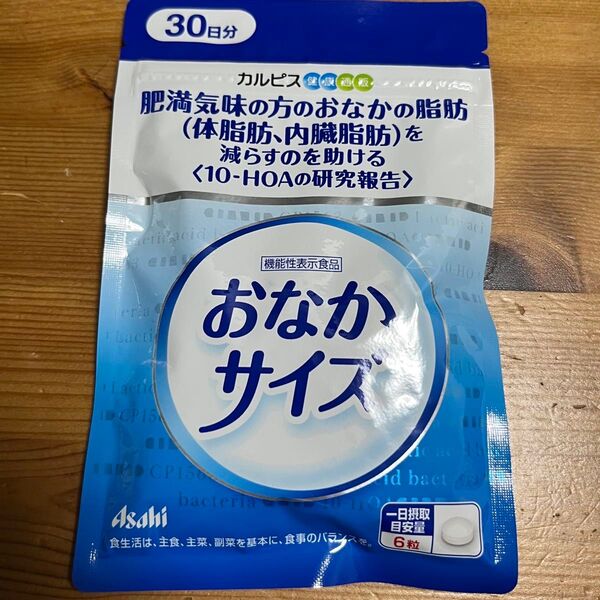 30日分
カルピス健康通販
肥満気味の方のおなかの脂肪
(体脂肪、内臓脂肪)を
減らすのを助ける
〈10-HOAの研究報告〉
機能性表示食品
おなか
サイズ
Asahi
一日摂取
目安量
6粒
食生活は、主食、主菜、副菜を基本に、食事のバランスを。